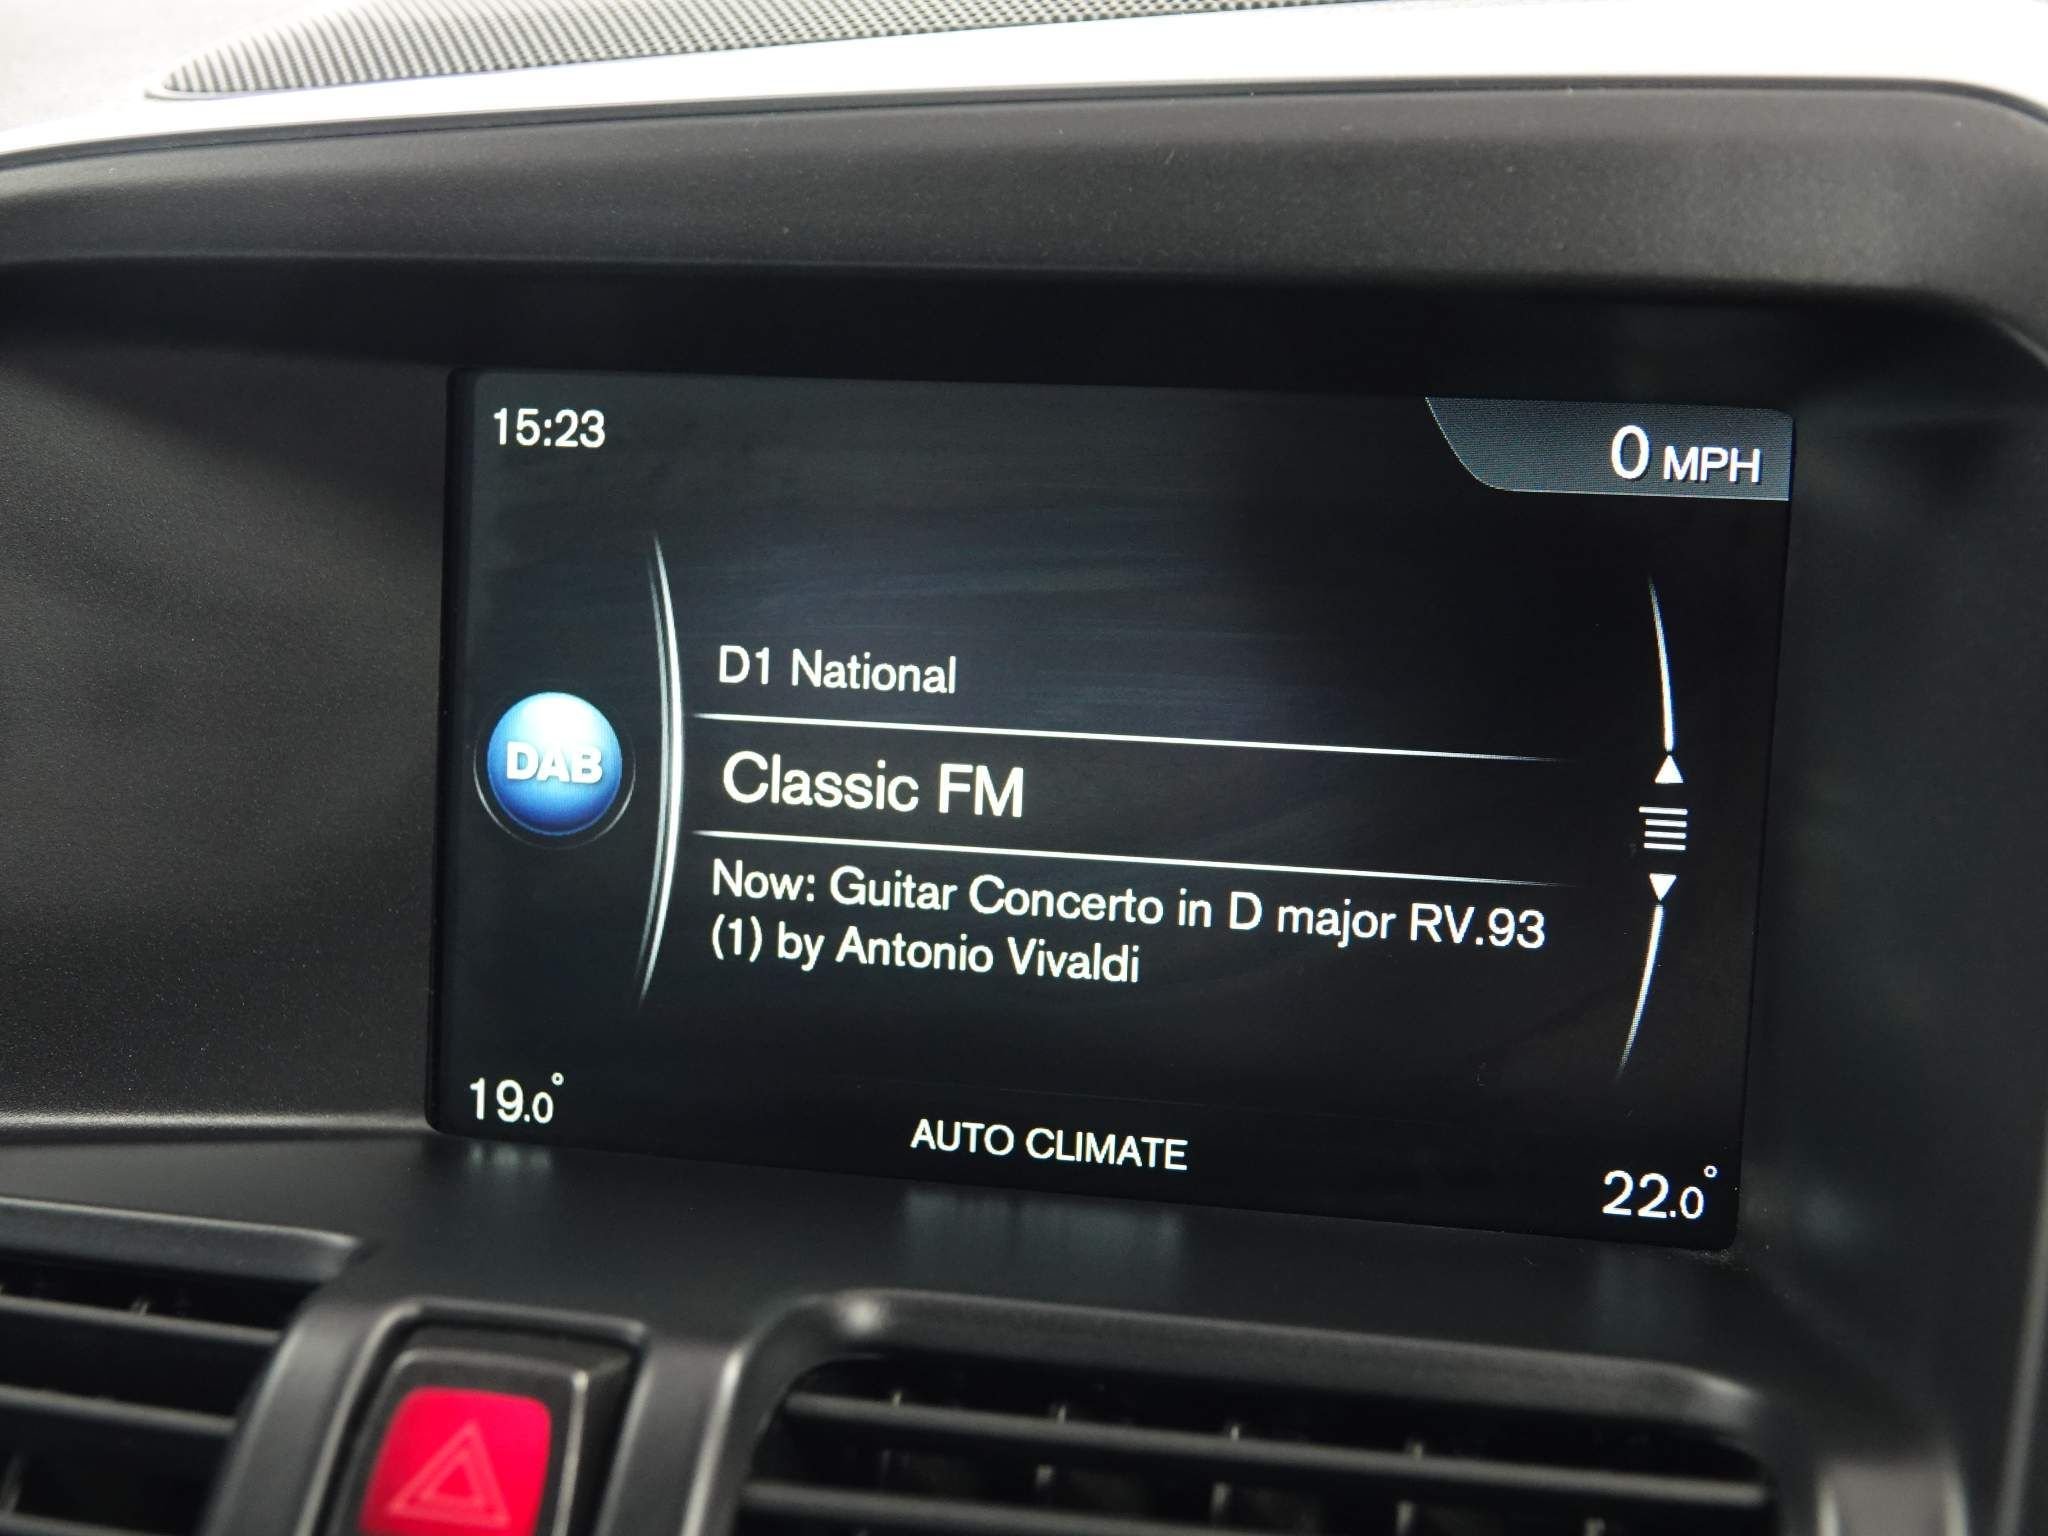 15:23
0 MPH
D1 National
DAB
Classic FM
Now: Guitar Concerto in D major RV.93
(1) by Antonio Vivaldi
19.0°
AUTO CLIMATE
22.0°